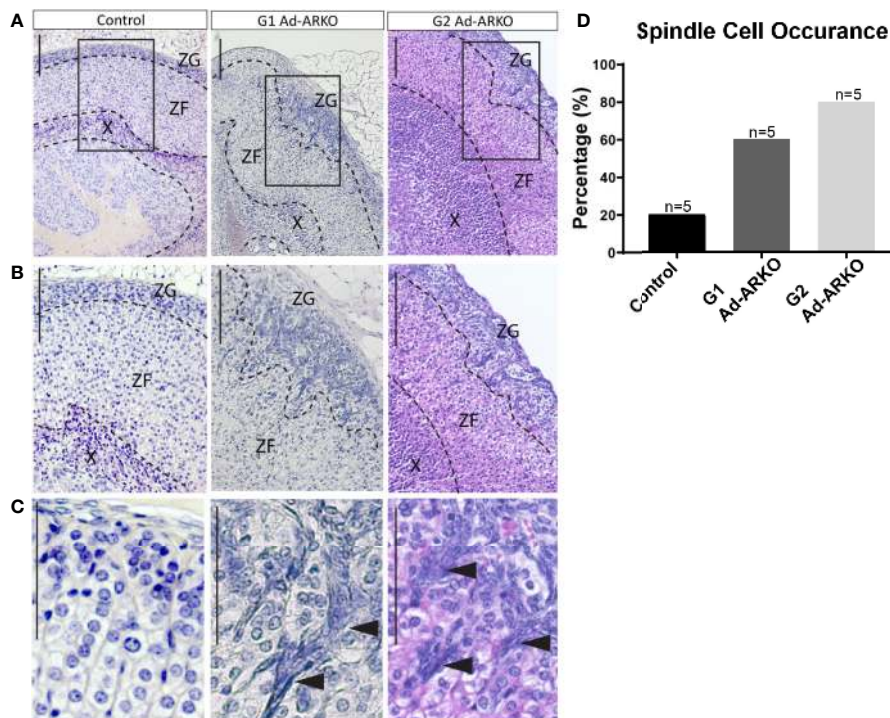 A
Control
G1 Ad-ARKO
G2 Ad-ARKO
ZG
ZF
X
ZG
ZF
X
ZG
ZF
X
B
ZG
ZF
X
ZG
ZF
ZG
ZF
X
C
D
Spindle Cell Occurance
Percentage (%)
100
80
60
40
20
0
n=5
n=5
n=5
Control
G1
Ad-ARKO
G2
Ad-ARKO